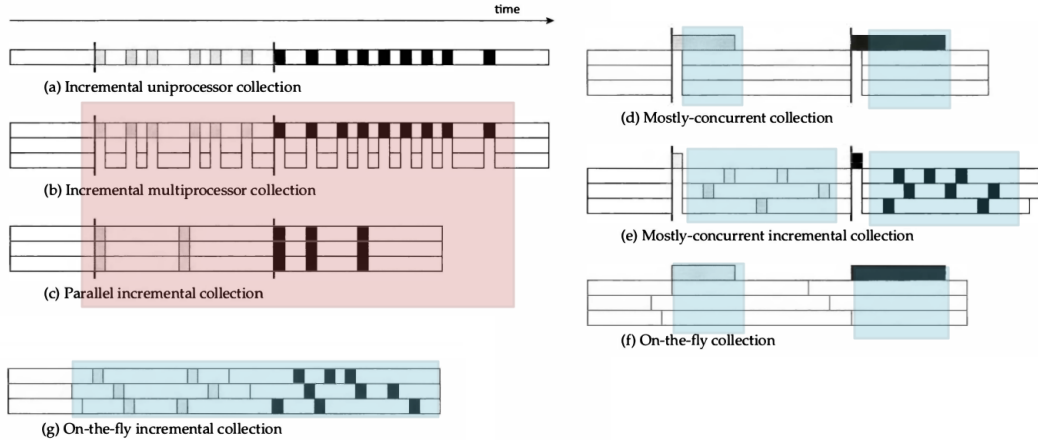 time
(a) Incremental uniprocessor collection
(b) Incremental multiprocessor collection
(c) Parallel incremental collection
(d) Mostly-concurrent collection
(e) Mostly-concurrent incremental collection
(f) On-the-fly collection
(g) On-the-fly incremental collection